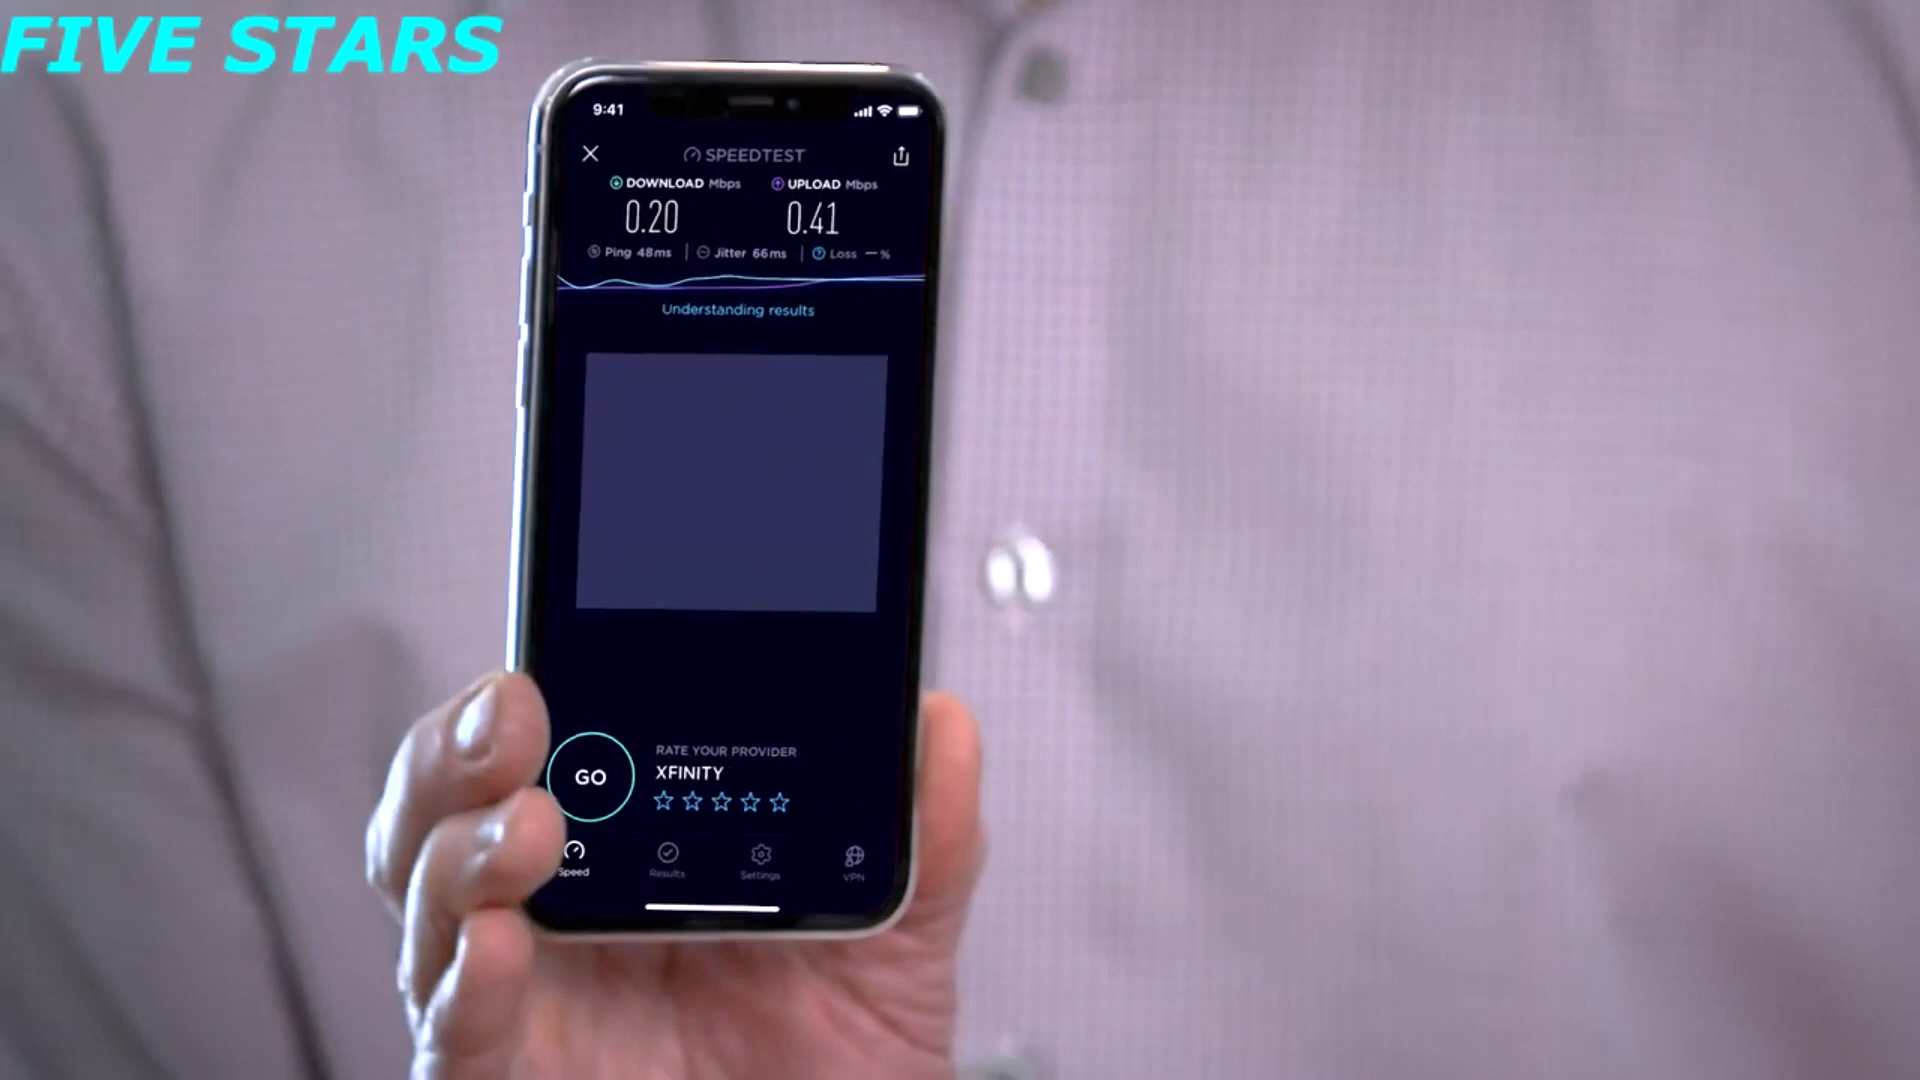 FIVE STARS
9:41
SPEEDTEST
DOWNLOAD Mbps UPLOAD Mbps
0.20 0.41
Ping 48ms Jitter 66ms Loss — %
Understanding results
RATE YOUR PROVIDER
XFINITY
GO
Speed Results Settings VPN